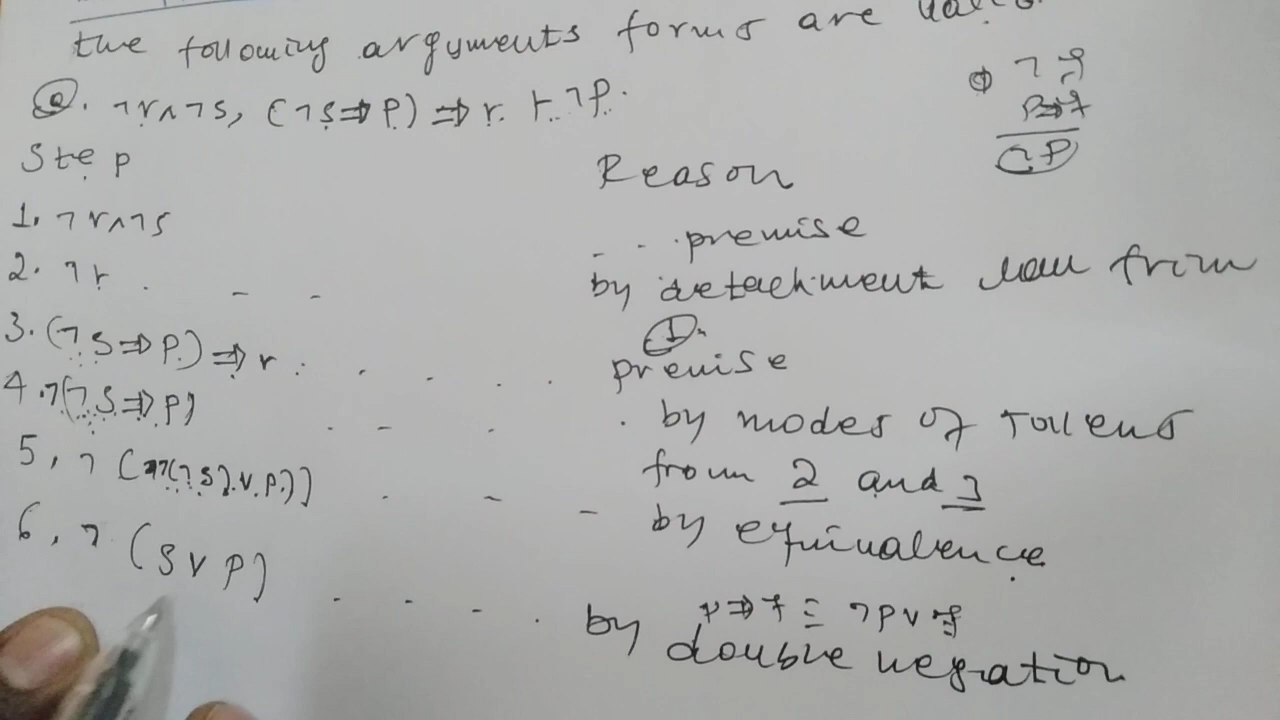 the following arguments forms are
a. ¬r∧¬s, (¬s⇒p)⇒r. ⊢ ¬p.
¬q
p⇒q
¬p
Step Reason
1. ¬r∧¬s . . . premise
2. ¬r . - - by detachment law from
1.
3. (¬s⇒p)⇒r . . . . premise
4. ¬(¬s⇒p) . - - . by modes of Tollens
from 2 and 3
5, ¬(¬(¬s)∨p)) . - - by equivalence
p⇒q ≡ ¬p∨q
6, ¬(s∨p) . . - . by double negation